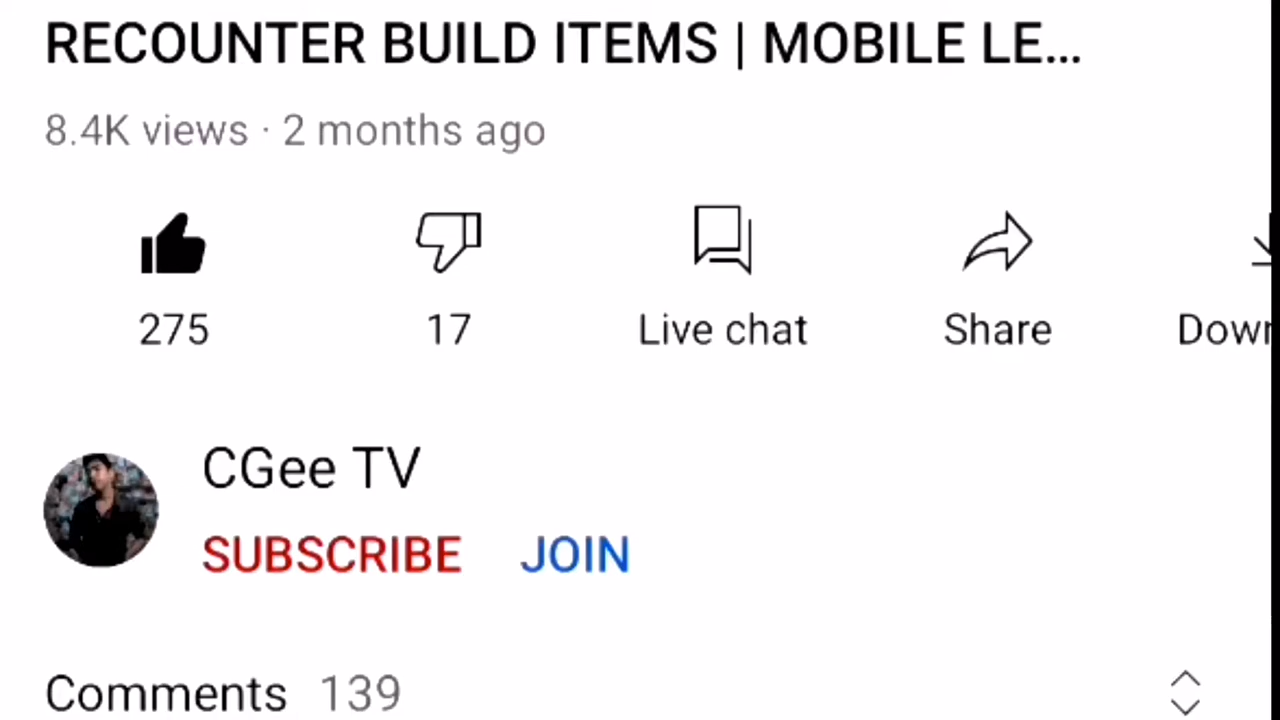 RECOUNTER BUILD ITEMS | MOBILE LE...
8.4K views · 2 months ago
275 17 Live chat Share Down
CGee TV
SUBSCRIBE JOIN
Comments 139